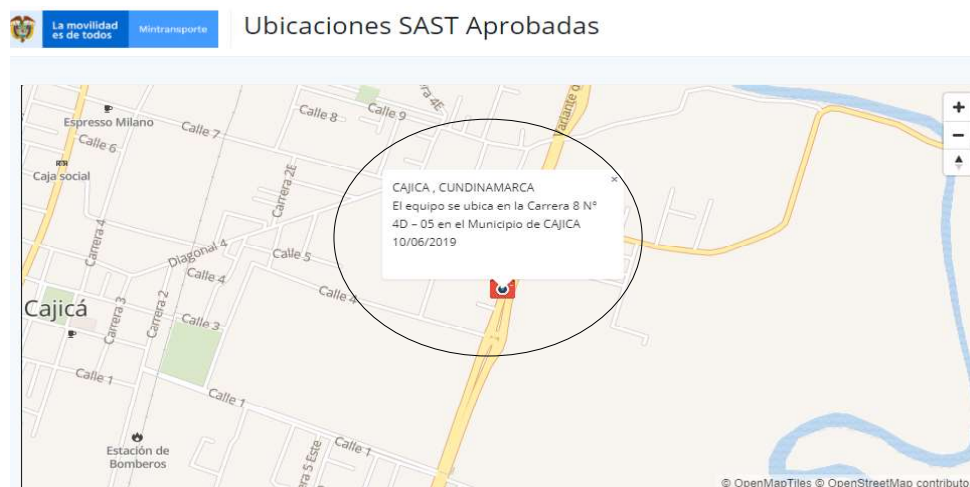 La movilidad
es de todos
Mintransporte
Ubicaciones SAST Aprobadas
Espresso Milano
Calle 6
Calle 7
Calle 8
Calle 9
Carrera 2E
Caja social
CAJICA , CUNDINAMARCA
El equipo se ubica en la Carrera 8 N°
4D – 05 en el Municipio de CAJICA
10/06/2019
×
+
−
Carrera 4
Diagonal 4
Calle 5
Calle 4
Calle 4
Cajicá
Carrera 3
Carrera 2
Calle 3
Calle 1
Calle 1
Calle 1
Estación de
Bomberos
© OpenMapTiles © OpenStreetMap contributo